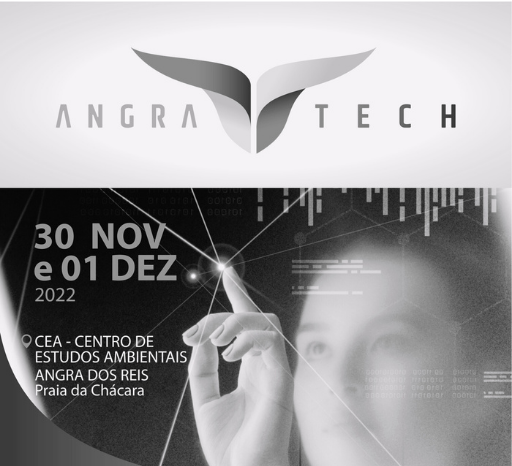 ANGRA TECH
30 NOV
e 01 DEZ
2022
CEA - CENTRO DE
ESTUDOS AMBIENTAIS
ANGRA DOS REIS
Praia da Chácara